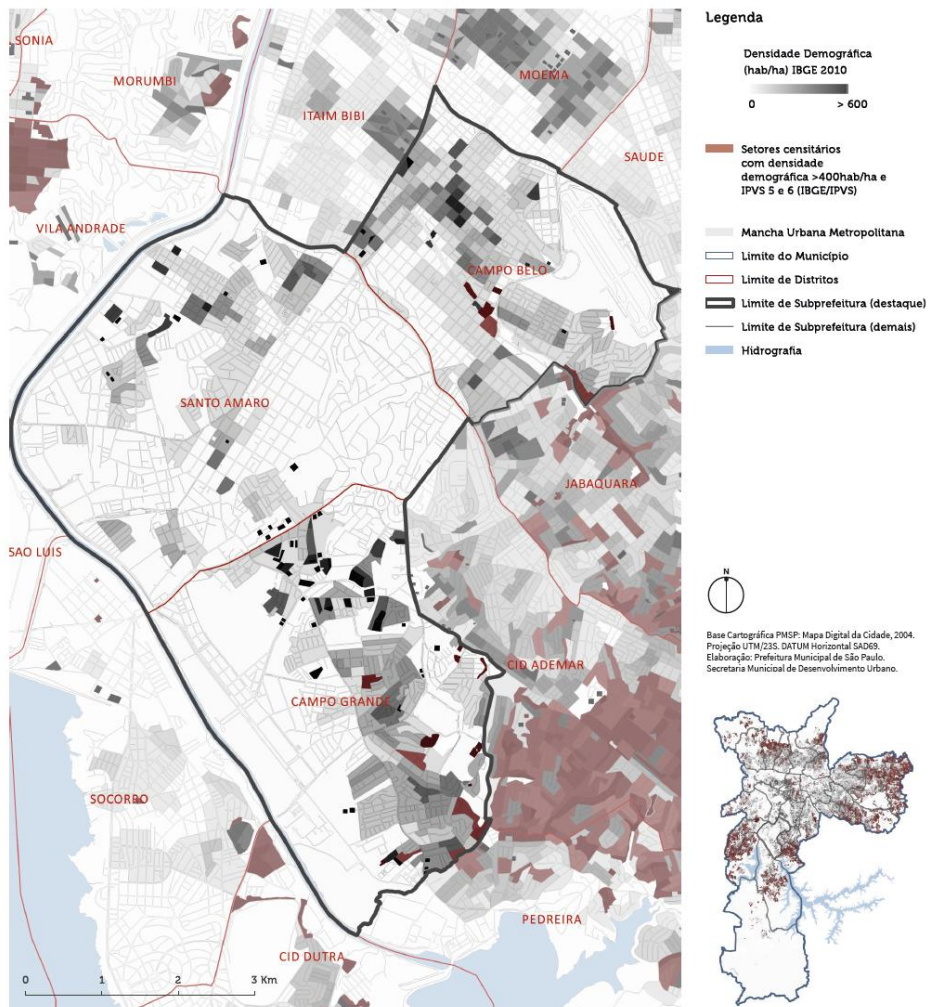 SONIA
MORUMBI
MOEMA
ITAIM BIBI
SAUDE
VILA ANDRADE
CAMPO BELO
SANTO AMARO
JABAQUARA
SAO LUIS
CID ADEMAR
CAMPO GRANDE
SOCORRO
PEDREIRA
CID DUTRA
0 1 2 3 Km
Legenda
Densidade Demográfica
(hab/ha) IBGE 2010
0 > 600
Setores censitários
com densidade
demográfica >400hab/ha e
IPVS 5 e 6 (IBGE/IPVS)
Mancha Urbana Metropolitana
Limite do Município
Limite de Distritos
Limite de Subprefeitura (destaque)
Limite de Subprefeitura (demais)
Hidrografia
N
Base Cartográfica PMSP: Mapa Digital da Cidade, 2004.
Projeção UTM/23S. DATUM Horizontal SAD69.
Elaboração: Prefeitura Municipal de São Paulo.
Secretaria Municipal de Desenvolvimento Urbano.